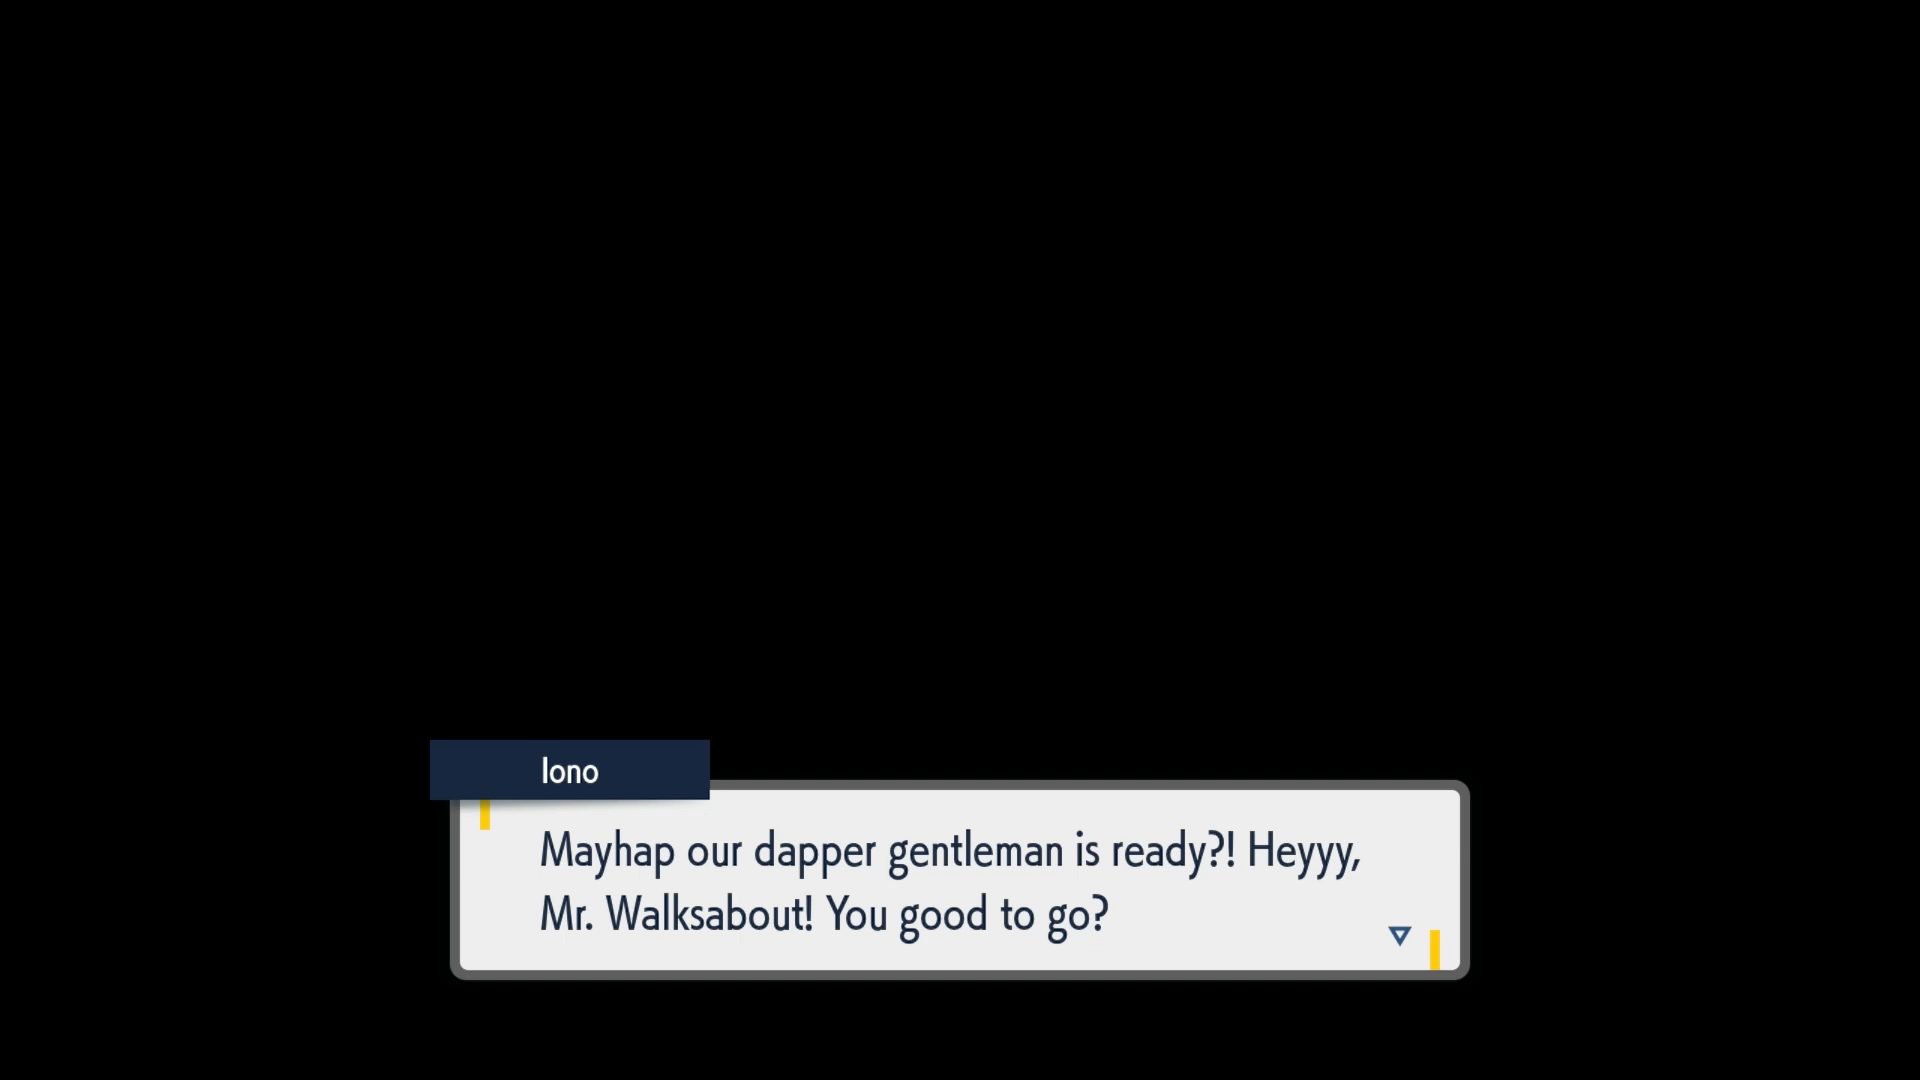 Iono
Mayhap our dapper gentleman is ready?! Heyyy,
Mr. Walksabout! You good to go?